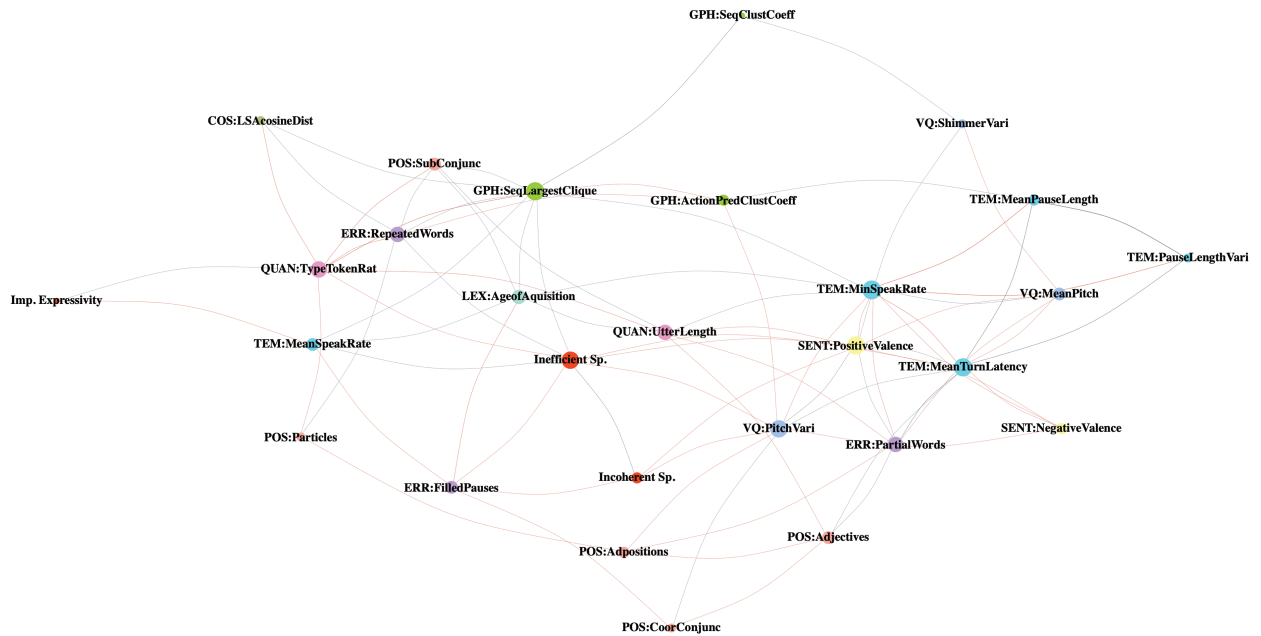 GPH:SeqClustCoeff
COS:LSAcosineDist
VQ:ShimmerVari
POS:SubConjunc
GPH:SeqLargestClique
GPH:ActionPredClustCoeff
TEM:MeanPauseLength
ERR:RepeatedWords
TEM:PauseLengthVari
QUAN:TypeTokenRat
TEM:MinSpeakRate
VQ:MeanPitch
LEX:AgeofAquisition
Imp. Expressivity
QUAN:UtterLength
TEM:MeanSpeakRate
SENT:PositiveValence
Inefficient Sp.
TEM:MeanTurnLatency
VQ:PitchVari
SENT:NegativeValence
POS:Particles
ERR:PartialWords
Incoherent Sp.
ERR:FilledPauses
POS:Adjectives
POS:Adpositions
POS:CoorConjunc